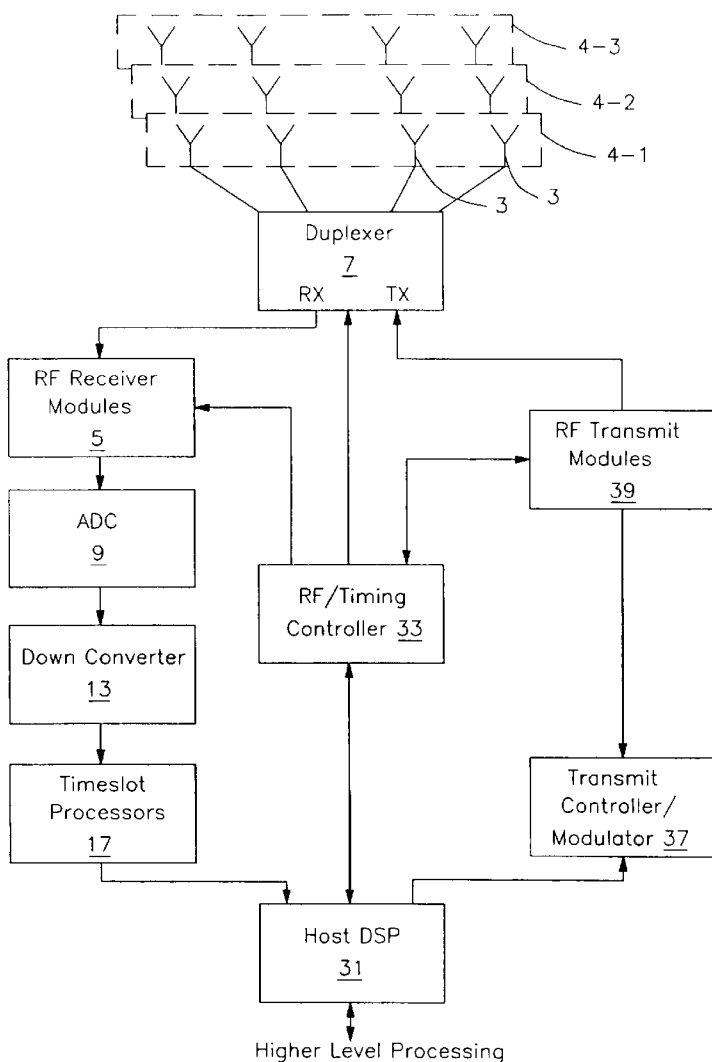 4-3
4-2
4-1
3
3
Duplexer
7
RX
TX
RF Receiver
Modules
5
RF Transmit
Modules
39
ADC
9
RF/Timing
Controller 33
Down Converter
13
Timeslot
Processors
17
Transmit
Controller/
Modulator 37
Host DSP
31
Higher Level Processing